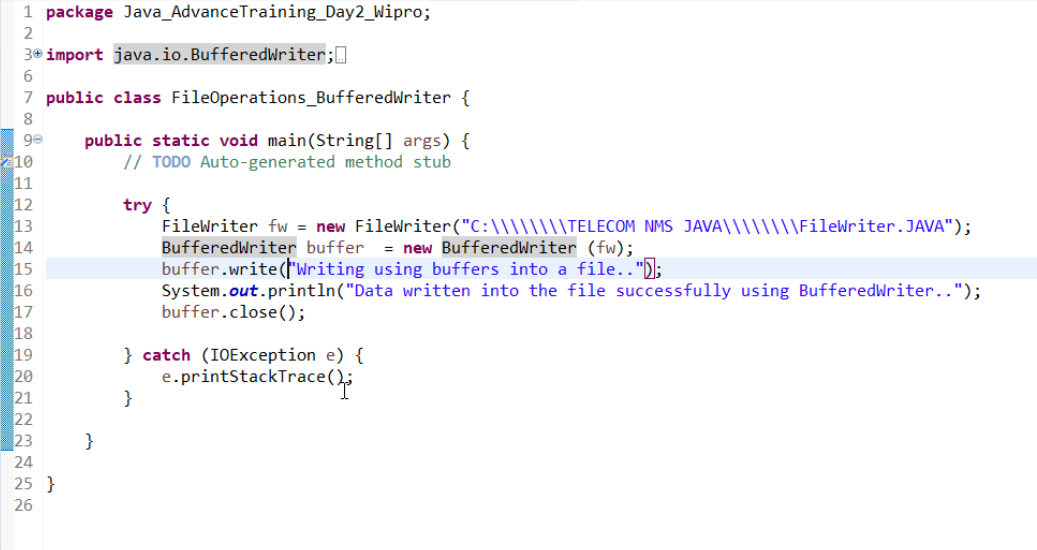 1 package Java_AdvanceTraining_Day2_Wipro;
2
3 import java.io.BufferedWriter;
6
7 public class FileOperations_BufferedWriter {
8
9 public static void main(String[] args) {
10 // TODO Auto-generated method stub
11
12 try {
13 FileWriter fw = new FileWriter("C:\\\\\\\\TELECOM NMS JAVA\\\\\\\\FileWriter.JAVA");
14 BufferedWriter buffer  = new BufferedWriter (fw);
15 buffer.write("Writing using buffers into a file..");
16 System.out.println("Data written into the file successfully using BufferedWriter..");
17 buffer.close();
18
19 } catch (IOException e) {
20 e.printStackTrace();
21 }
22
23 }
24
25 }
26